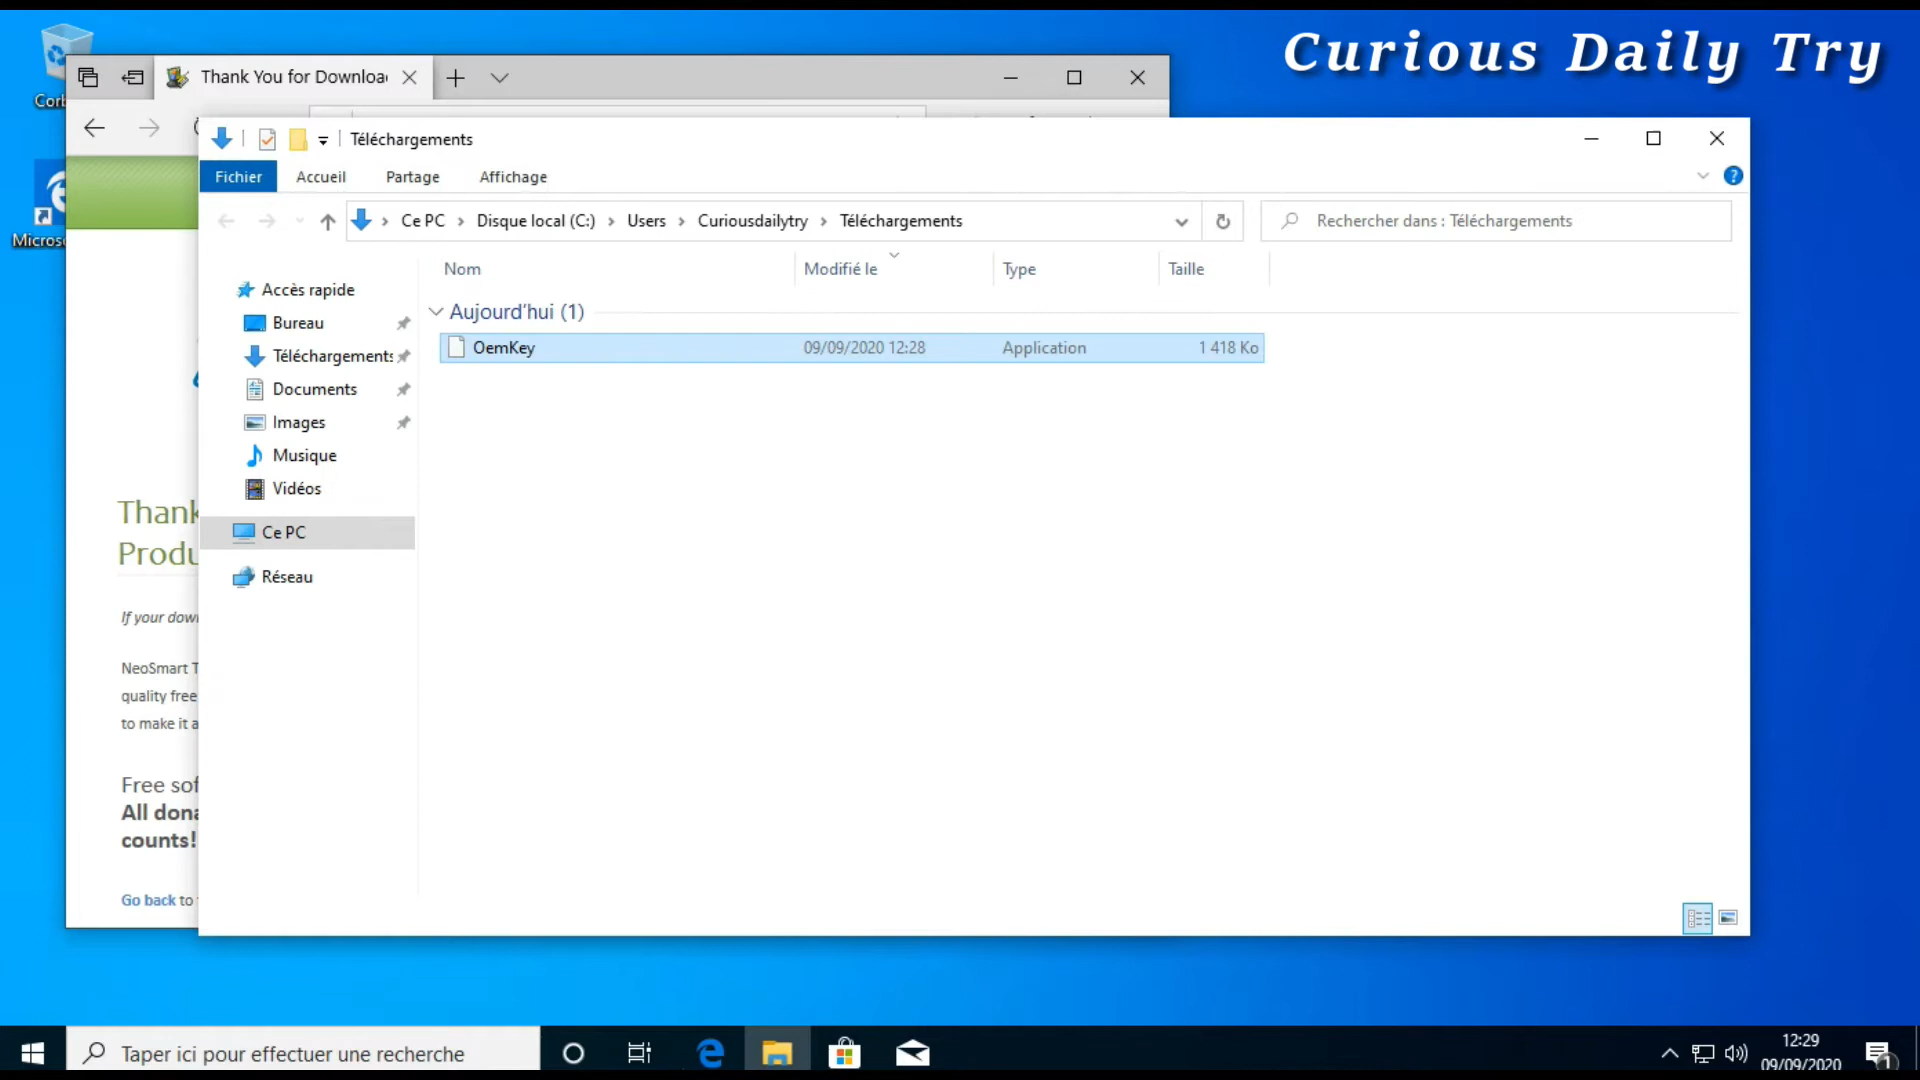 Curious Daily Try
Corb
Thank You for Downloa
Téléchargements
Fichier
Accueil
Partage
Affichage
Ce PC
Disque local (C:)
Users
Curiousdailytry
Téléchargements
Rechercher dans : Téléchargements
Microso
Nom
Modifié le
Type
Taille
Accès rapide
Bureau
Téléchargements
Documents
Images
Musique
Vidéos
Ce PC
Réseau
Aujourd'hui (1)
OemKey
09/09/2020 12:28
Application
1 418 Ko
Thank
Produ
If your down
NeoSmart T
quality free
to make it a
Free sof
All dona
counts!
Go back to
Taper ici pour effectuer une recherche
12:29
09/09/2020
1